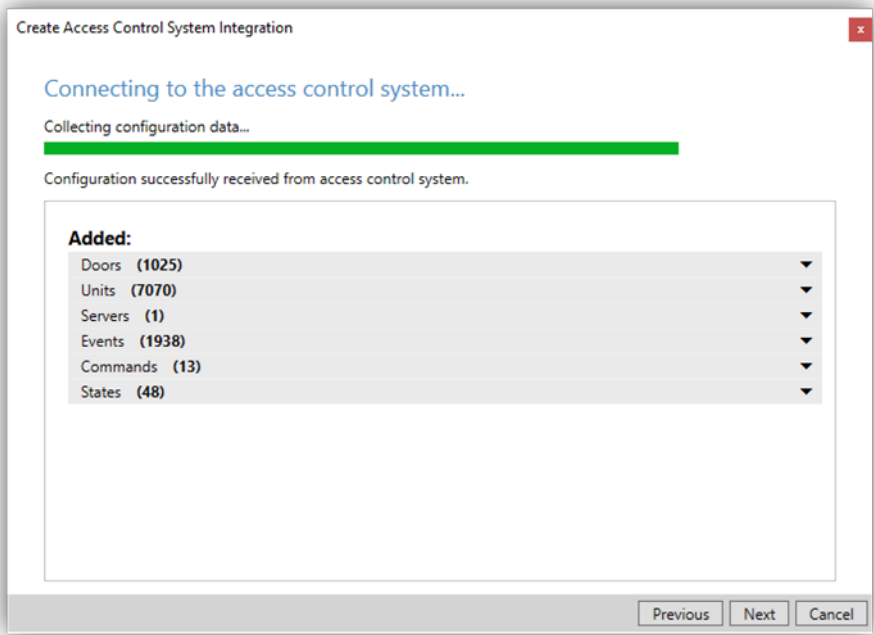 Create Access Control System Integration
x
Connecting to the access control system...
Collecting configuration data...
Configuration successfully received from access control system.
Added:
Doors (1025)
Units (7070)
Servers (1)
Events (1938)
Commands (13)
States (48)
Previous Next Cancel